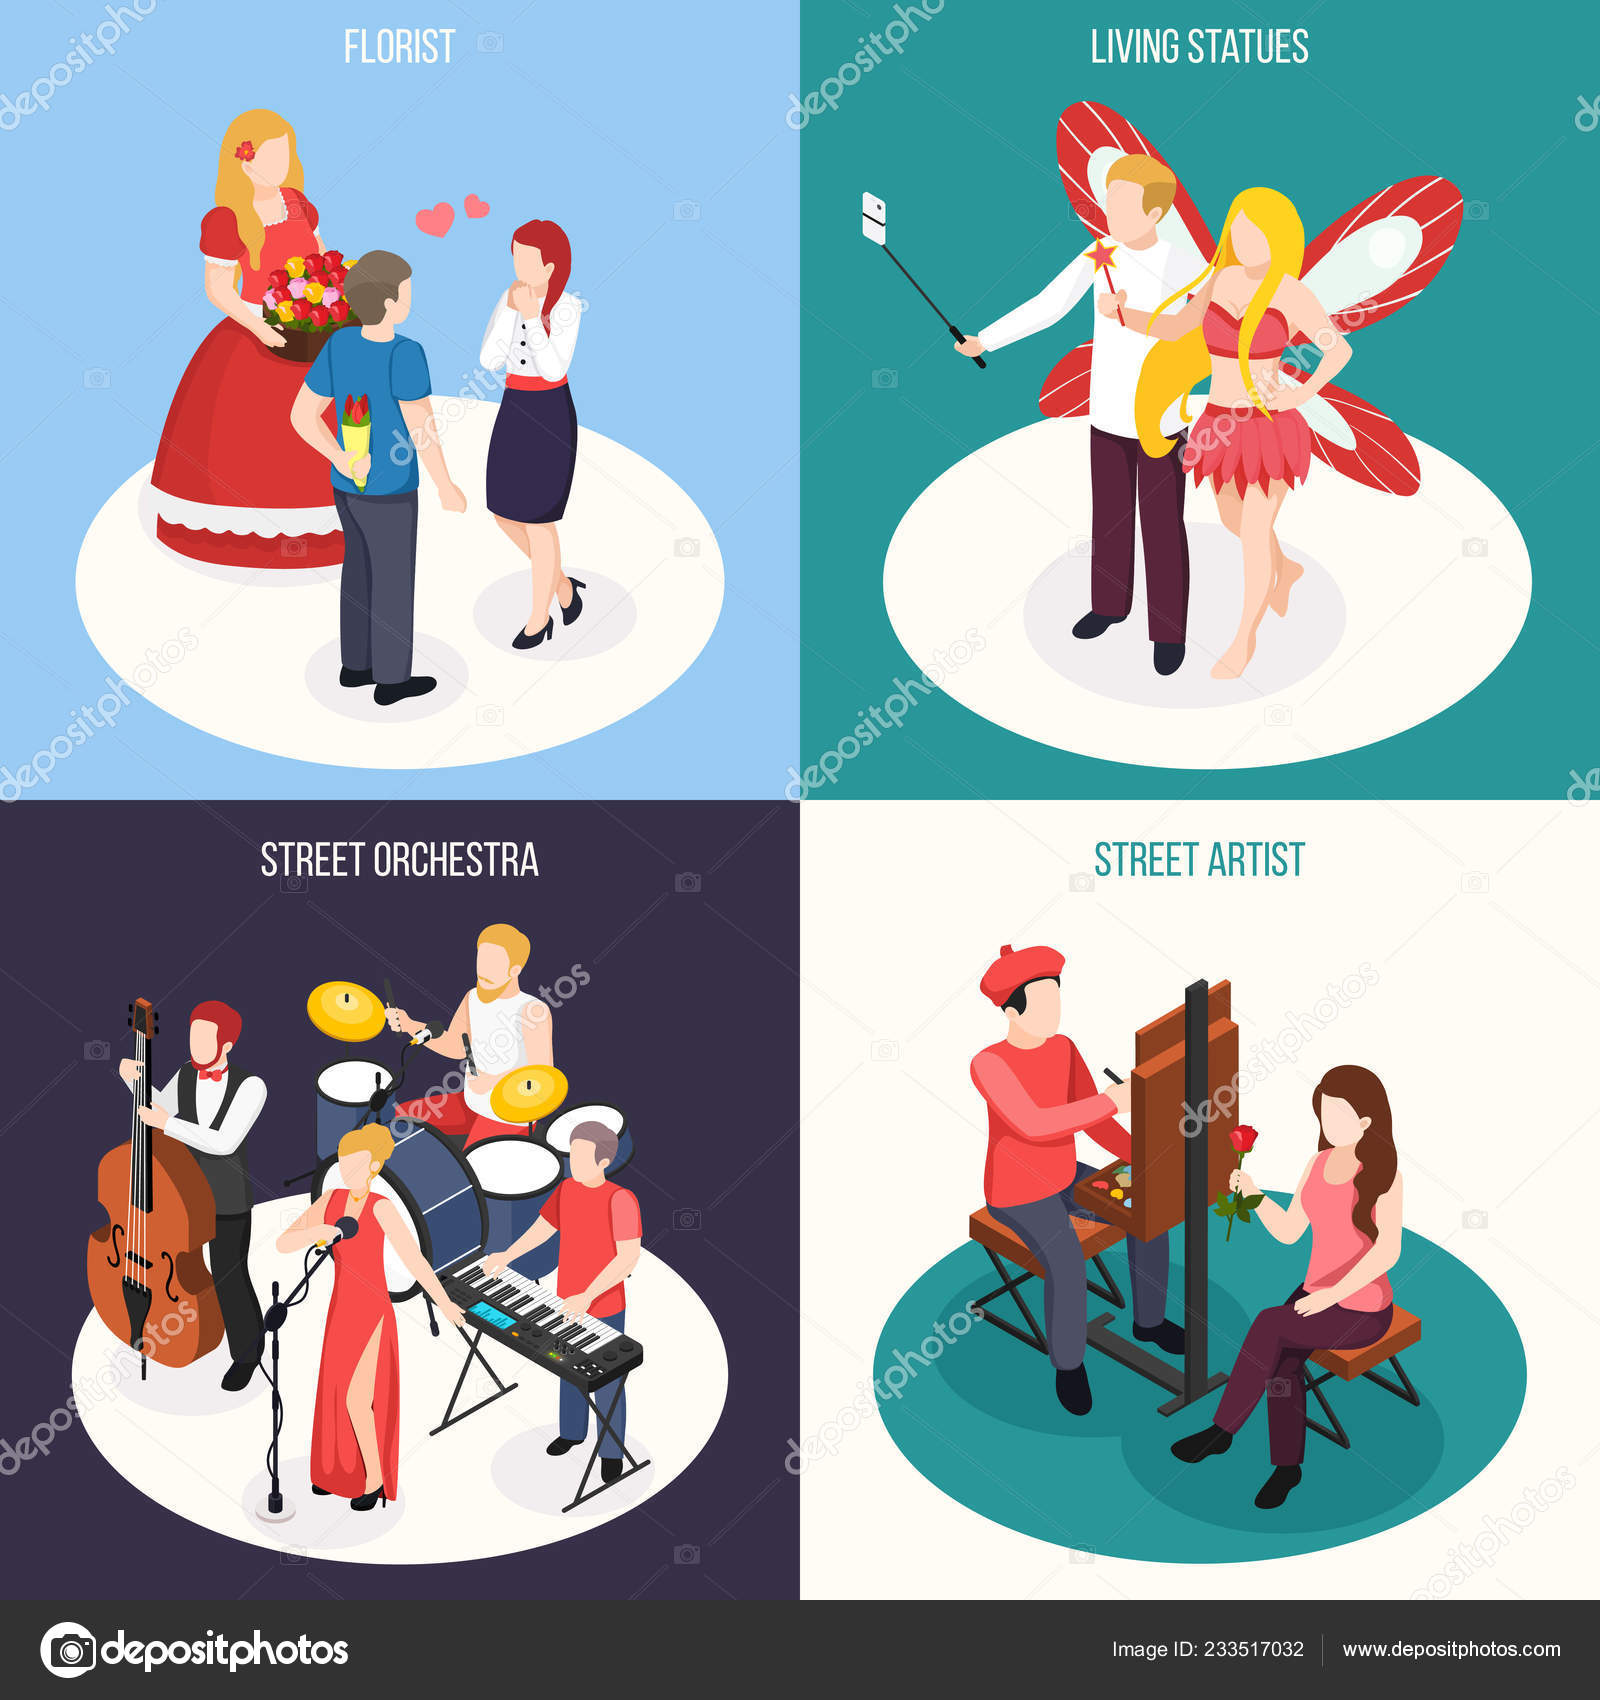 FLORIST
LIVING STATUES
STREET ORCHESTRA
STREET ARTIST
depositphotos
Image ID: 233517032
www.depositphotos.com